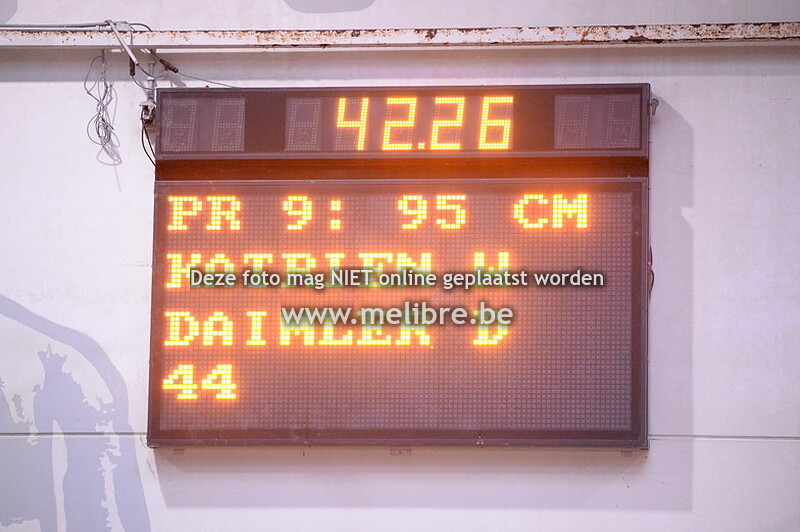 42.26
PR 9: 95 CM
KATRIEN W
Deze foto mag NIET online geplaatst worden
www.melibre.be
DAIMLER D
44